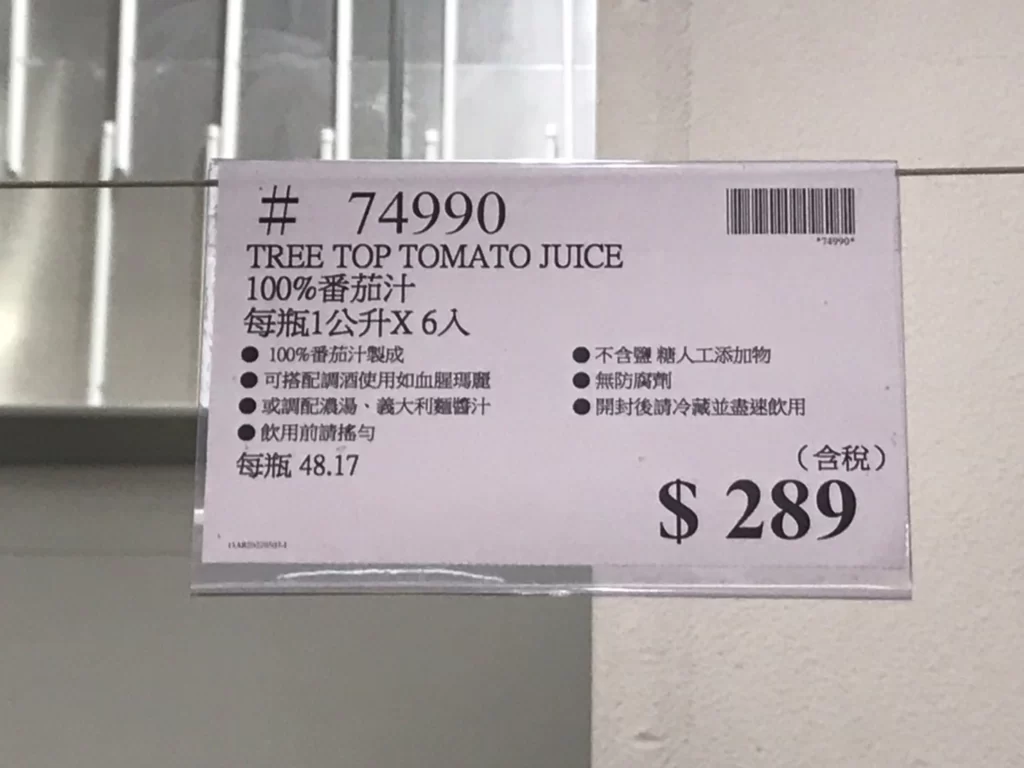 # 74990
*74990*
TREE TOP TOMATO JUICE
100%番茄汁
每瓶1公升X 6入
● 100%番茄汁製成
● 可搭配調酒使用如血腥瑪麗
● 或調配濃湯、義大利麵醬汁
● 飲用前請搖勻
● 不含鹽 糖人工添加物
● 無防腐劑
● 開封後請冷藏並盡速飲用
每瓶 48.17
（含稅）
$ 289